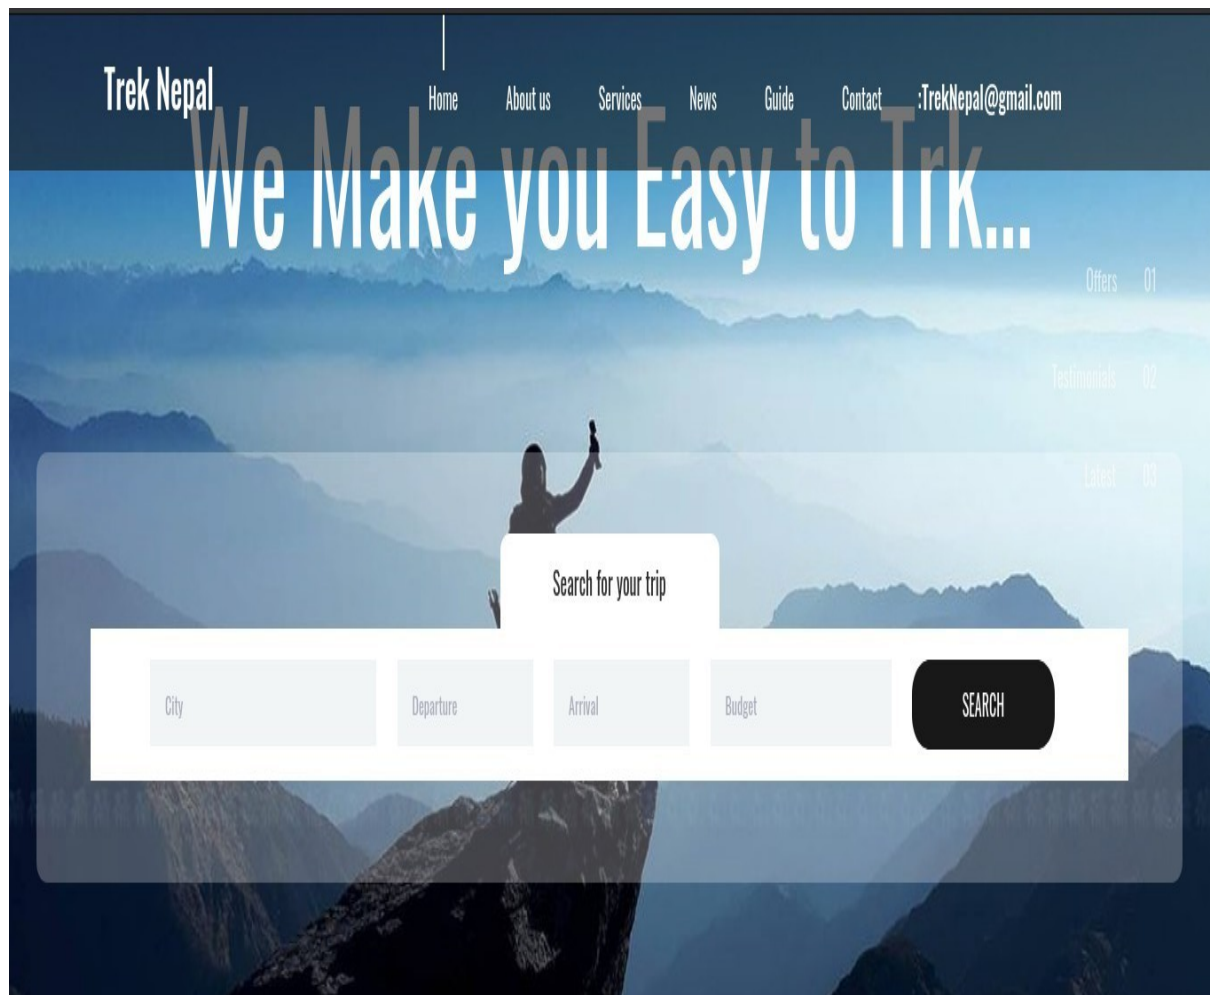 Trek Nepal
Home About us Services News Guide Contact :TrekNepal@gmail.com
We Make you Easy to Trk...
Offers 01
Testimonials 02
Latest 03
Search for your trip
City Departure Arrival Budget SEARCH